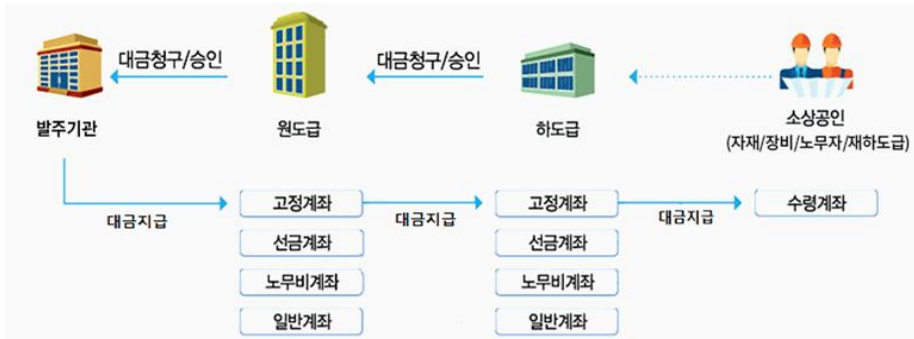 대금청구/승인
대금청구/승인
발주기관
원도급
하도급
소상공인
(자재/장비/노무자/재하도급)
고정계좌
고정계좌
수령계좌
대금지급
대금지급
대금지급
선금계좌
선금계좌
노무비계좌
노무비계좌
일반계좌
일반계좌